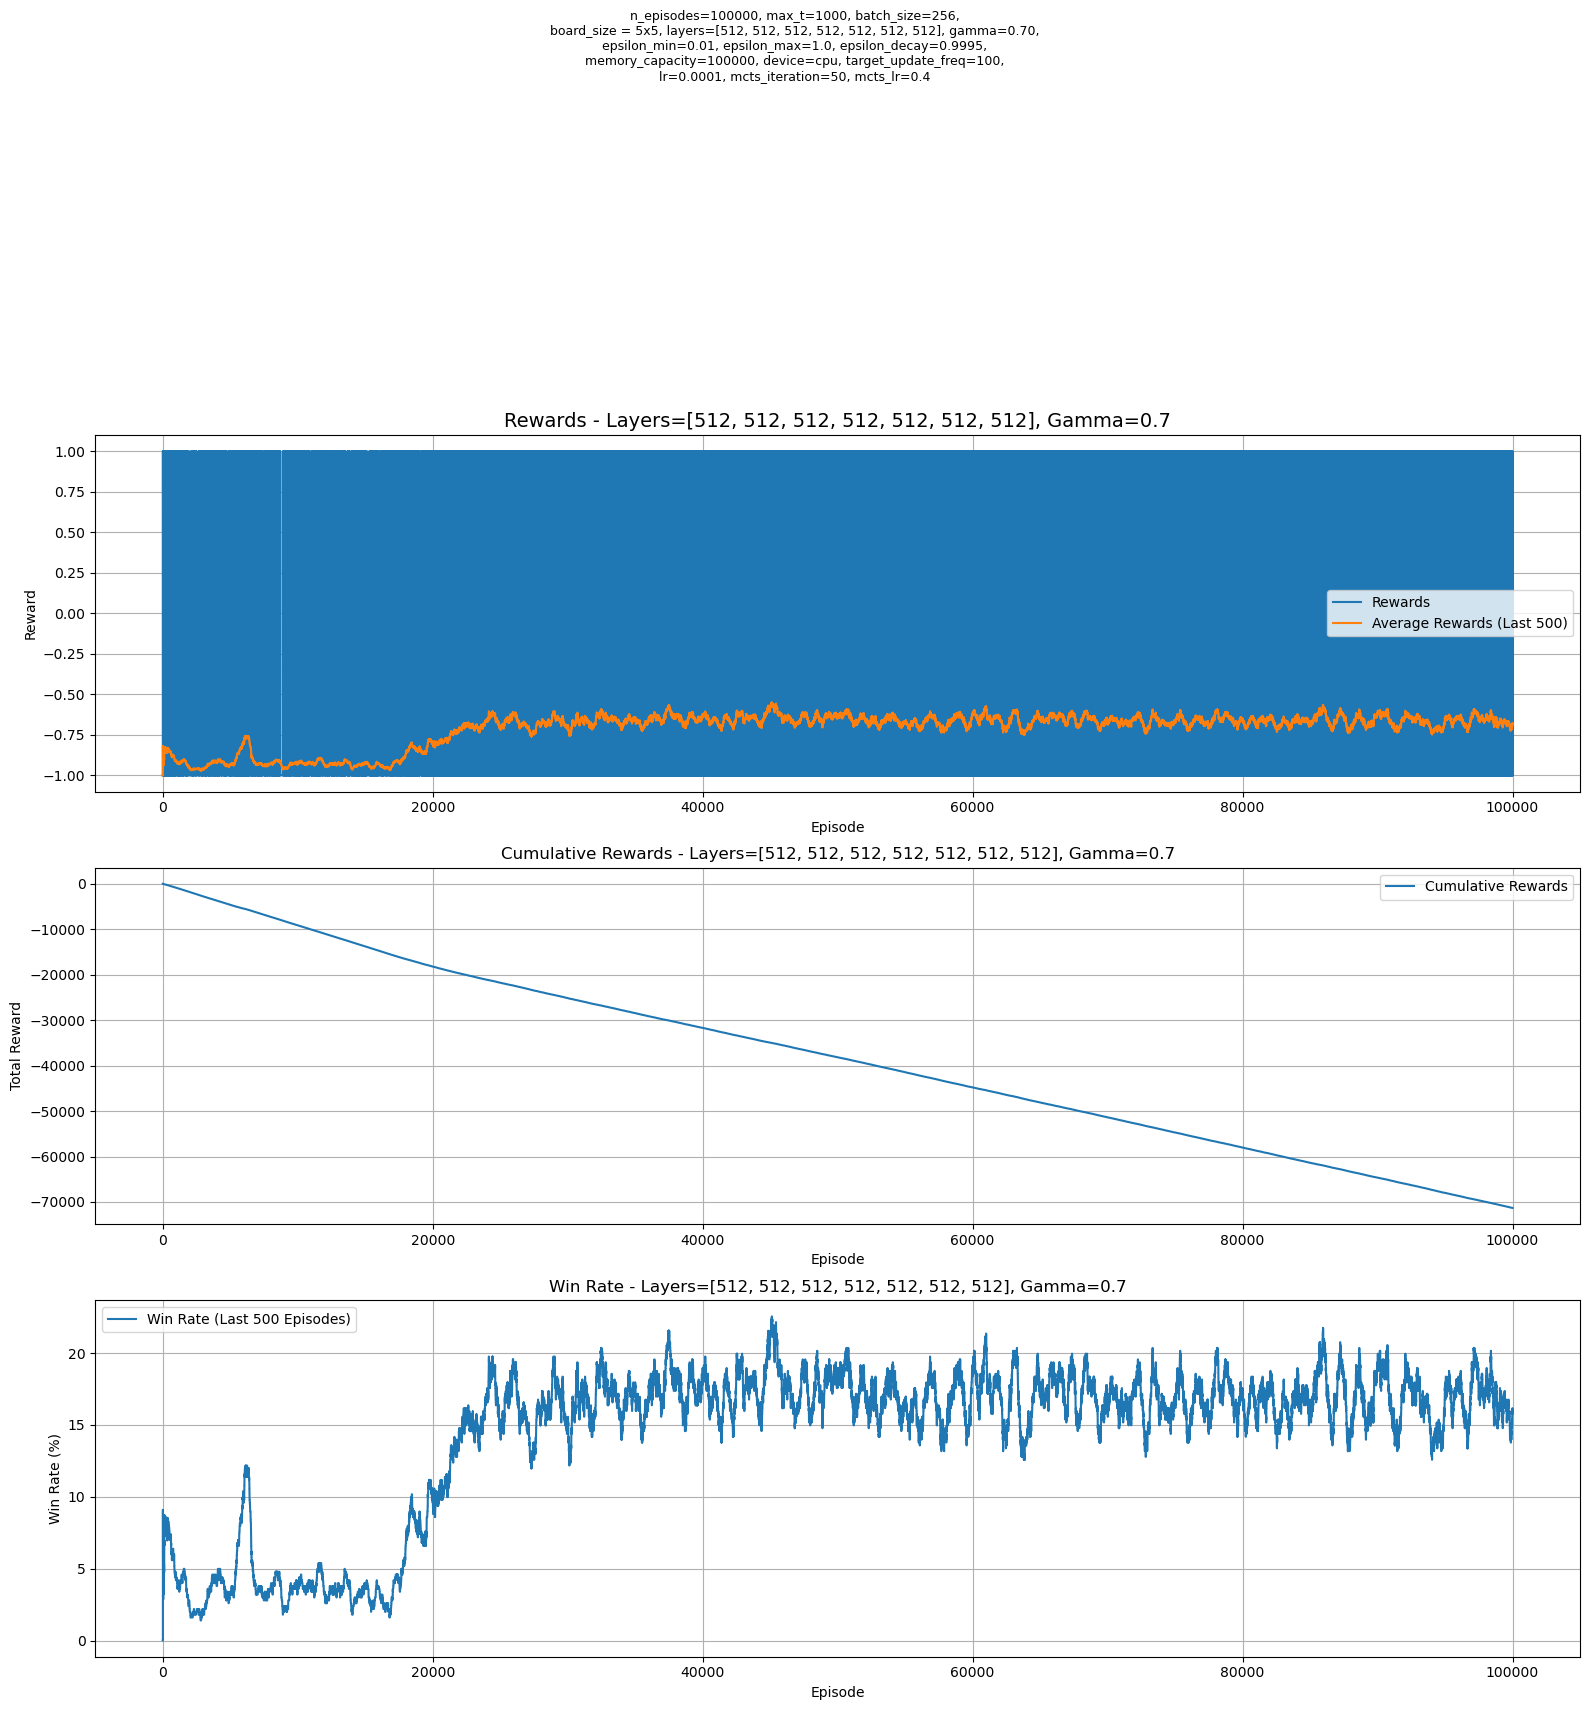 n_episodes=100000, max_t=1000, batch_size=256,
board_size = 5x5, layers=[512, 512, 512, 512, 512, 512, 512], gamma=0.70,
epsilon_min=0.01, epsilon_max=1.0, epsilon_decay=0.9995,
memory_capacity=100000, device=cpu, target_update_freq=100,
lr=0.0001, mcts_iteration=50, mcts_lr=0.4
Rewards - Layers=[512, 512, 512, 512, 512, 512, 512], Gamma=0.7
1.00
0.75
0.50
0.25
0.00
−0.25
−0.50
−0.75
−1.00
Reward
Rewards
Average Rewards (Last 500)
0 20000 40000 60000 80000 100000
Episode
Cumulative Rewards - Layers=[512, 512, 512, 512, 512, 512, 512], Gamma=0.7
0
−10000
−20000
−30000
−40000
−50000
−60000
−70000
Total Reward
Cumulative Rewards
0 20000 40000 60000 80000 100000
Episode
Win Rate - Layers=[512, 512, 512, 512, 512, 512, 512], Gamma=0.7
Win Rate (Last 500 Episodes)
20
15
10
5
0
Win Rate (%)
0 20000 40000 60000 80000 100000
Episode